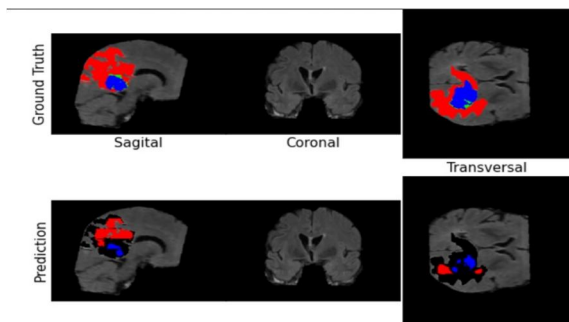 Ground Truth
Sagital
Coronal
Transversal
Prediction